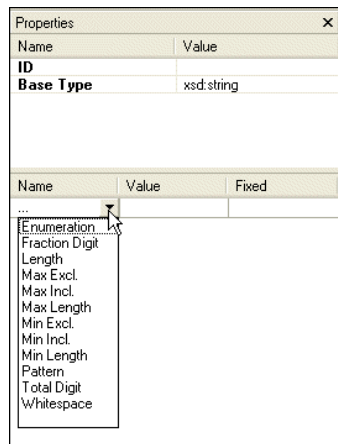 Properties ×
Name Value
ID
Base Type xsd:string
Name Value Fixed
...
Enumeration
Fraction Digit
Length
Max Excl.
Max Incl.
Max Length
Min Excl.
Min Incl.
Min Length
Pattern
Total Digit
Whitespace